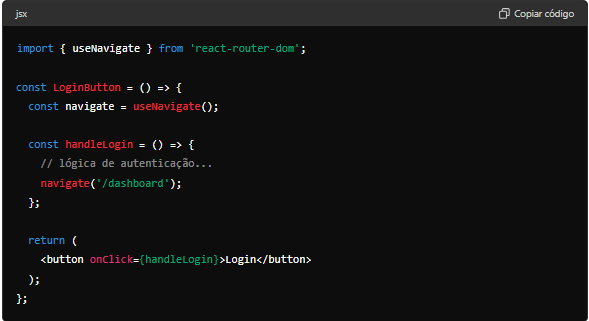 jsx
Copiar código
import { useNavigate } from 'react-router-dom';
const LoginButton = () => {
  const navigate = useNavigate();
  const handleLogin = () => {
    // lógica de autenticação...
    navigate('/dashboard');
  };
  return (
    <button onClick={handleLogin}>Login</button>
  );
};